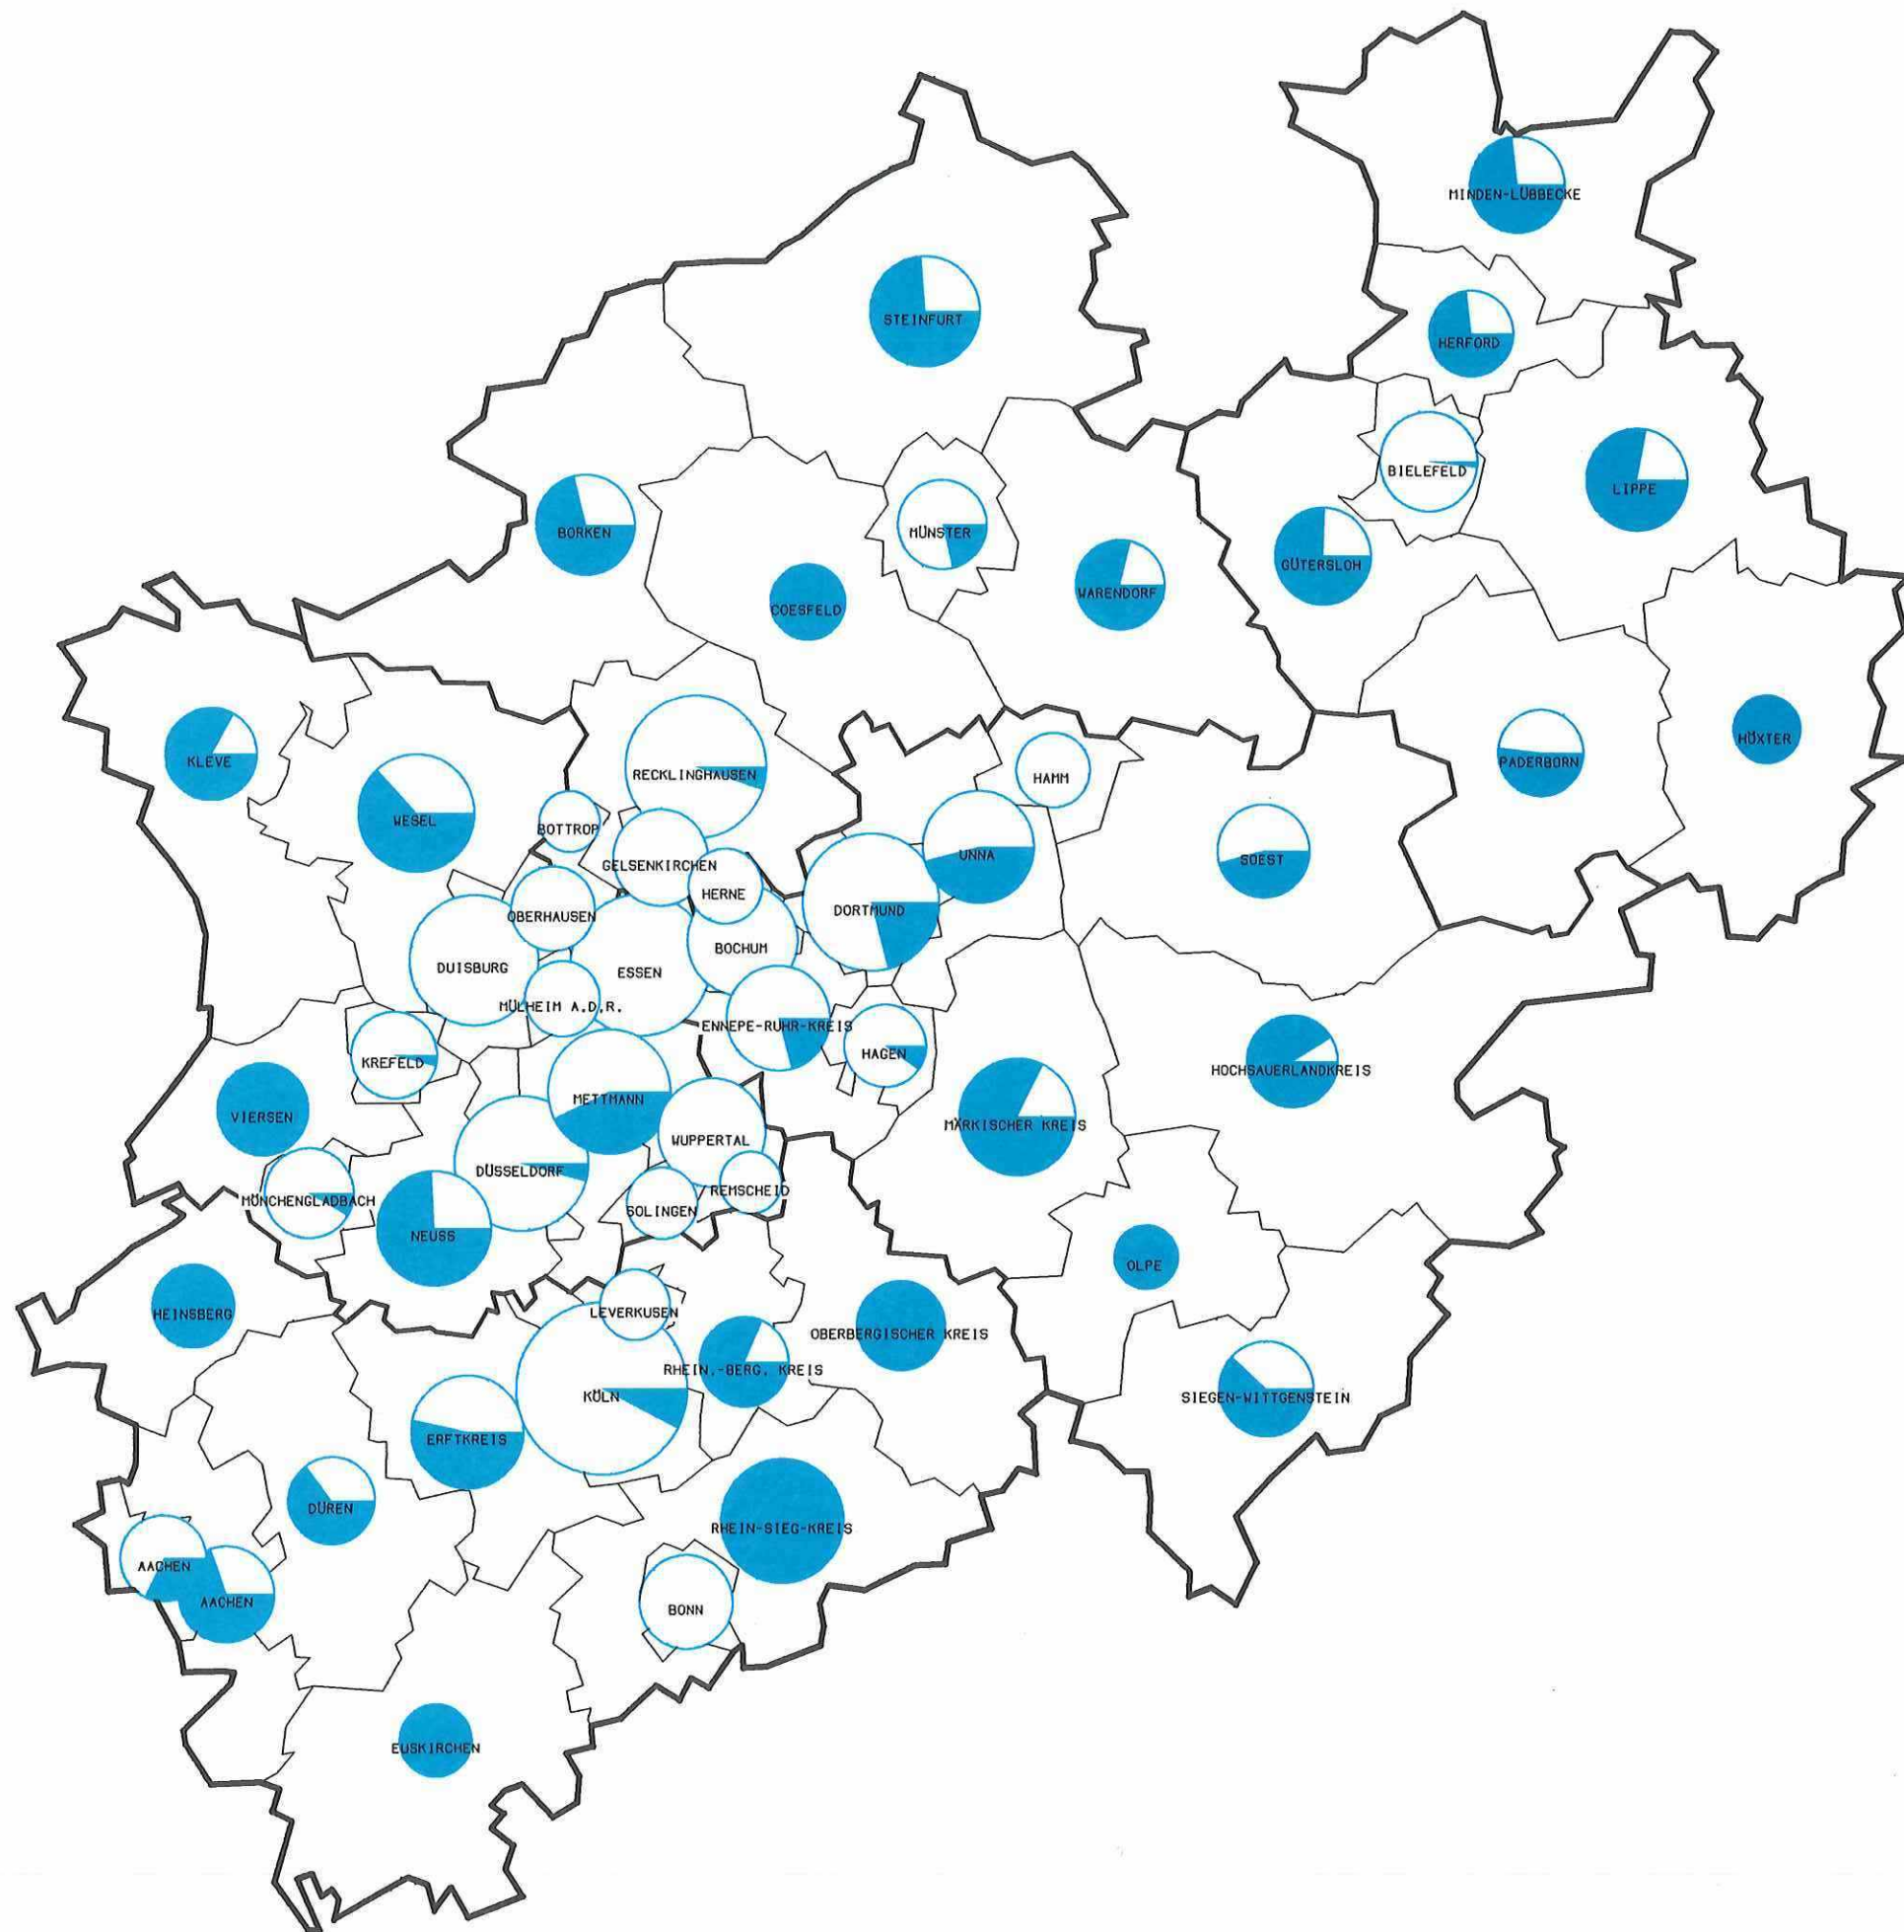 MINDEN-LÜBBECKE
STEINFURT
HERFORD
BIELEFELD
LIPPE
BORKEN
MÜNSTER
GÜTERSLOH
WARENDORF
COESFELD
HÖXTER
KLEVE
PADERBORN
RECKLINGHAUSEN
HAMM
WESEL
BOTTROP
UNNA
SOEST
GELSENKIRCHEN
HERNE
DORTMUND
OBERHAUSEN
BOCHUM
DUISBURG
ESSEN
MÜLHEIM A.D.R.
ENNEPE-RUHR-KREIS
HAGEN
KREFELD
HOCHSAUERLANDKREIS
METTMANN
VIERSEN
MÄRKISCHER KREIS
WUPPERTAL
DÜSSELDORF
REMSCHEID
MÖNCHENGLADBACH
SOLINGEN
NEUSS
OLPE
HEINSBERG
LEVERKUSEN
OBERBERGISCHER KREIS
RHEIN.-BERG. KREIS
KÖLN
SIEGEN-WITTGENSTEIN
ERFTKREIS
DÜREN
RHEIN-SIEG-KREIS
AACHEN
AACHEN
BONN
EUSKIRCHEN